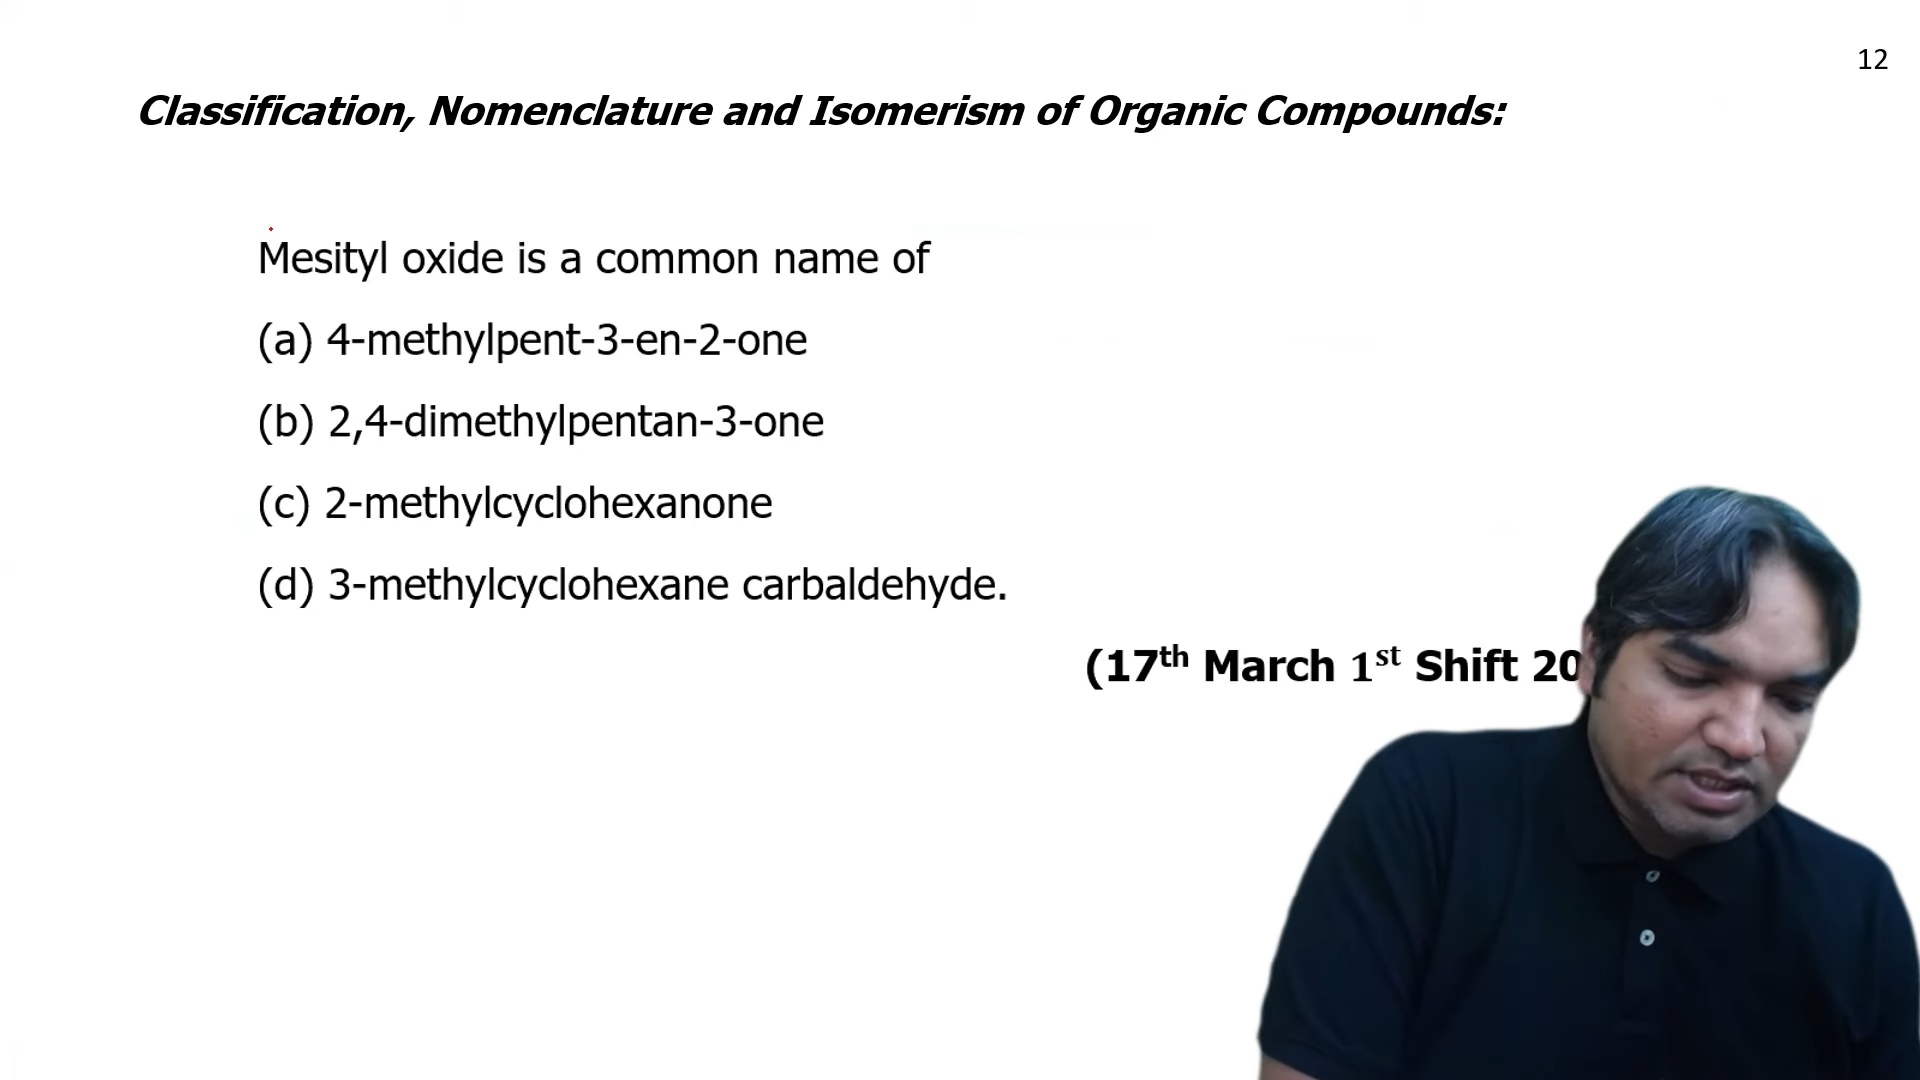 12
Classification, Nomenclature and Isomerism of Organic Compounds:
Mesityl oxide is a common name of
(a) 4-methylpent-3-en-2-one
(b) 2,4-dimethylpentan-3-one
(c) 2-methylcyclohexanone
(d) 3-methylcyclohexane carbaldehyde.
(17th March 1st Shift 20